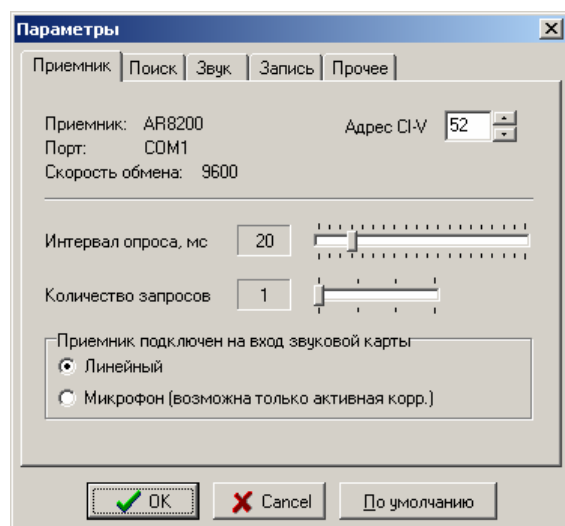 Параметры
Приемник Поиск Звук Запись Прочее
Приемник: AR8200
Адрес CI-V 52
Порт: COM1
Скорость обмена: 9600
Интервал опроса, мс 20
Количество запросов 1
Приемник подключен на вход звуковой карты
Линейный
Микрофон (возможна только активная корр.)
OK Cancel По умолчанию